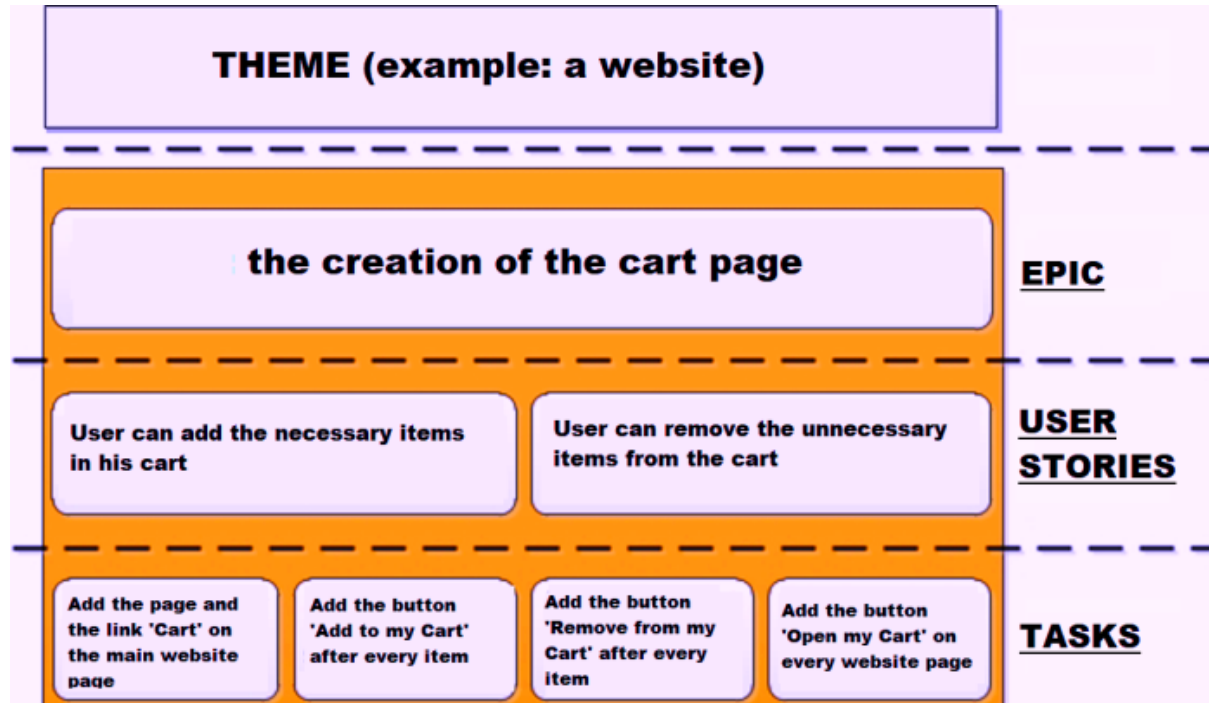 THEME (example: a website)
the creation of the cart page
EPIC
User can add the necessary items
in his cart
User can remove the unnecessary
items from the cart
USER
STORIES
Add the page and
the link 'Cart' on
the main website
page
Add the button
'Add to my Cart'
after every item
Add the button
'Remove from my
Cart' after every
item
Add the button
'Open my Cart' on
every website page
TASKS